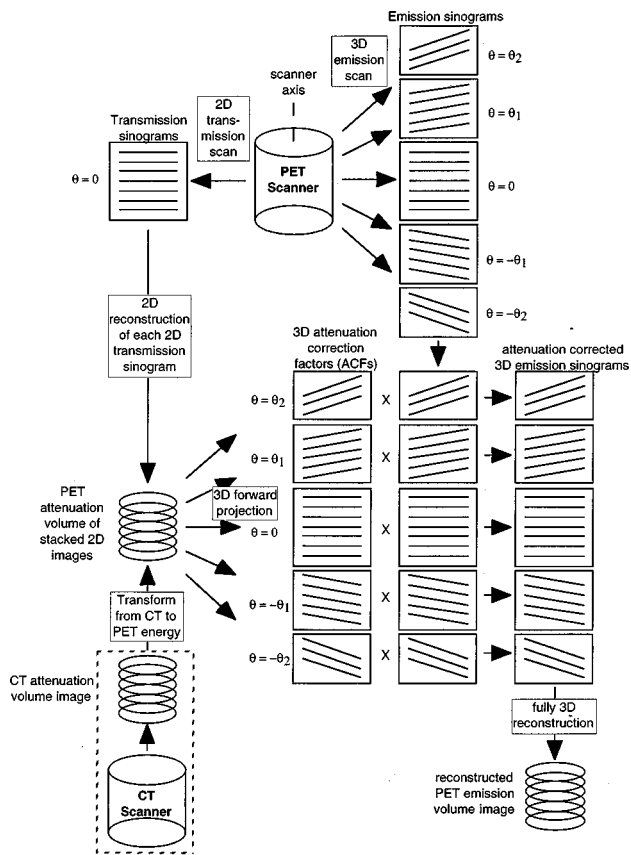 Emission sinograms
3D
emission
scan
θ = θ2
scanner
axis
θ = θ1
Transmission
sinograms
2D
trans-
mission
scan
θ = 0
PET
Scanner
θ = 0
θ = −θ1
θ = −θ2
2D
reconstruction
of each 2D
transmission
sinogram
3D attenuation
correction
factors (ACFs)
attenuation corrected
3D emission sinograms
θ = θ2
X
θ = θ1
X
PET
attenuation
volume of
stacked 2D
images
3D forward
projection
θ = 0
X
Transform
from CT to
PET energy
θ = −θ1
X
θ = −θ2
X
CT attenuation
volume image
fully 3D
reconstruction
CT
Scanner
reconstructed
PET emission
volume image